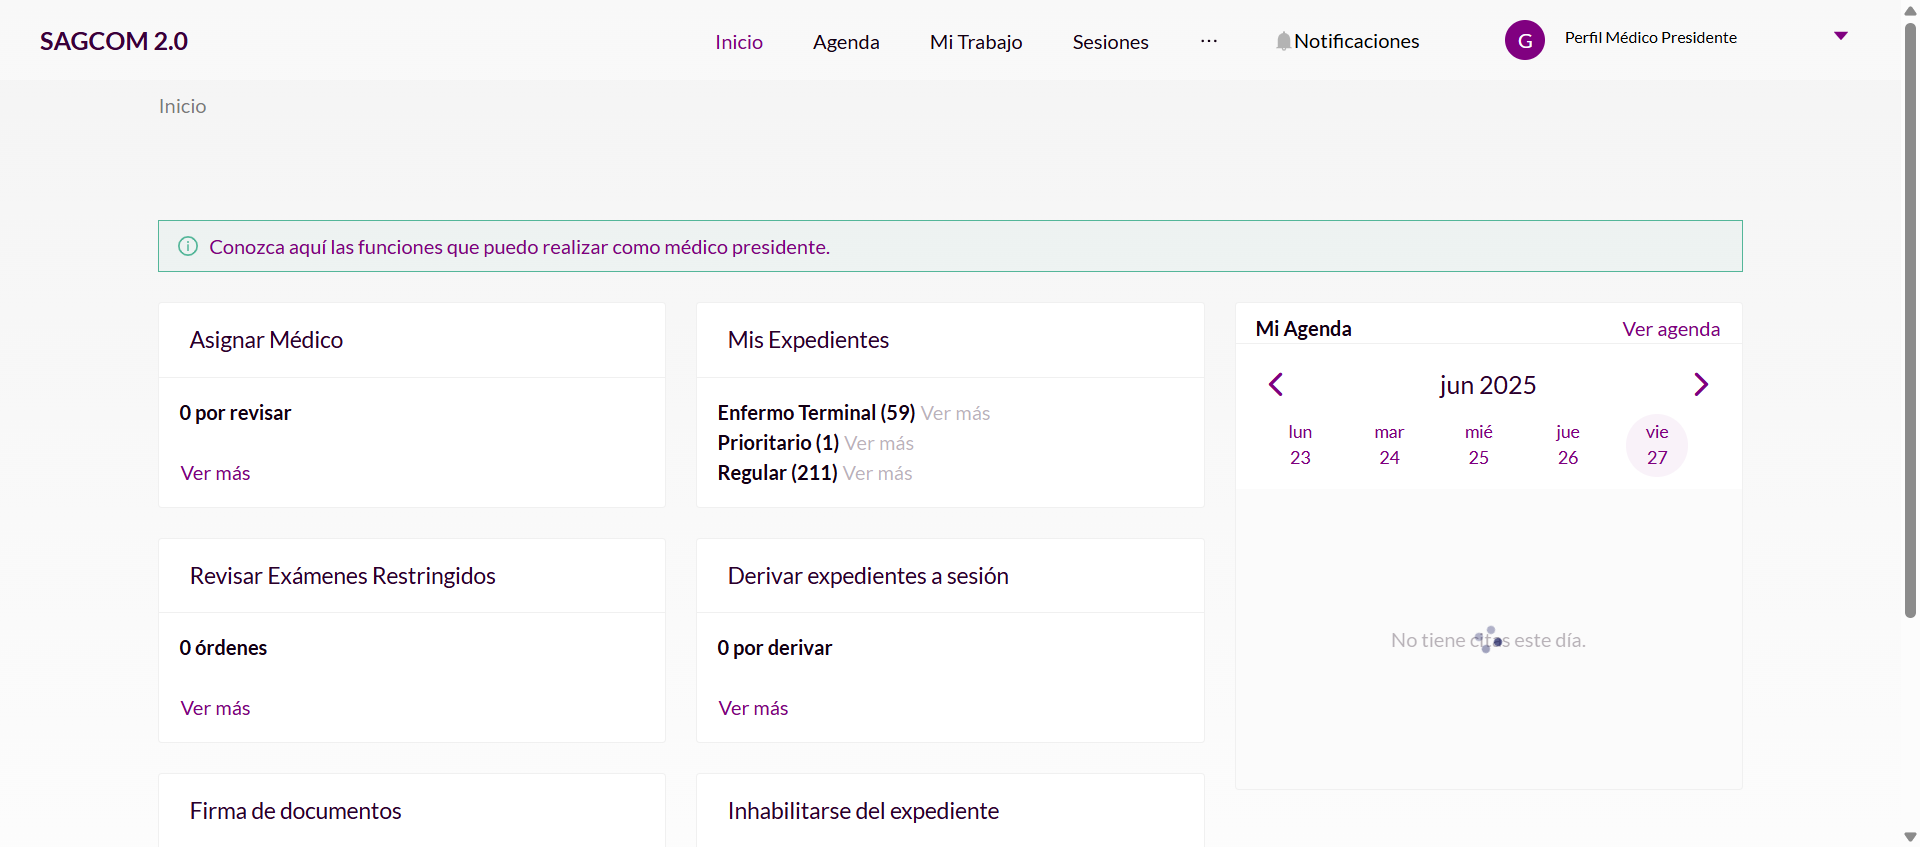 SAGCOM 2.0
Inicio
Agenda
Mi Trabajo
Sesiones
···
Notificaciones
G
Perfil Médico Presidente
Inicio
Conozca aquí las funciones que puedo realizar como médico presidente.
Asignar Médico
0 por revisar
Ver más
Mis Expedientes
Enfermo Terminal (59) Ver más
Prioritario (1) Ver más
Regular (211) Ver más
Revisar Exámenes Restringidos
0 órdenes
Ver más
Derivar expedientes a sesión
0 por derivar
Ver más
Firma de documentos
Inhabilitarse del expediente
Mi Agenda
Ver agenda
jun 2025
lun mar mié jue vie
23 24 25 26 27
No tiene citas este día.